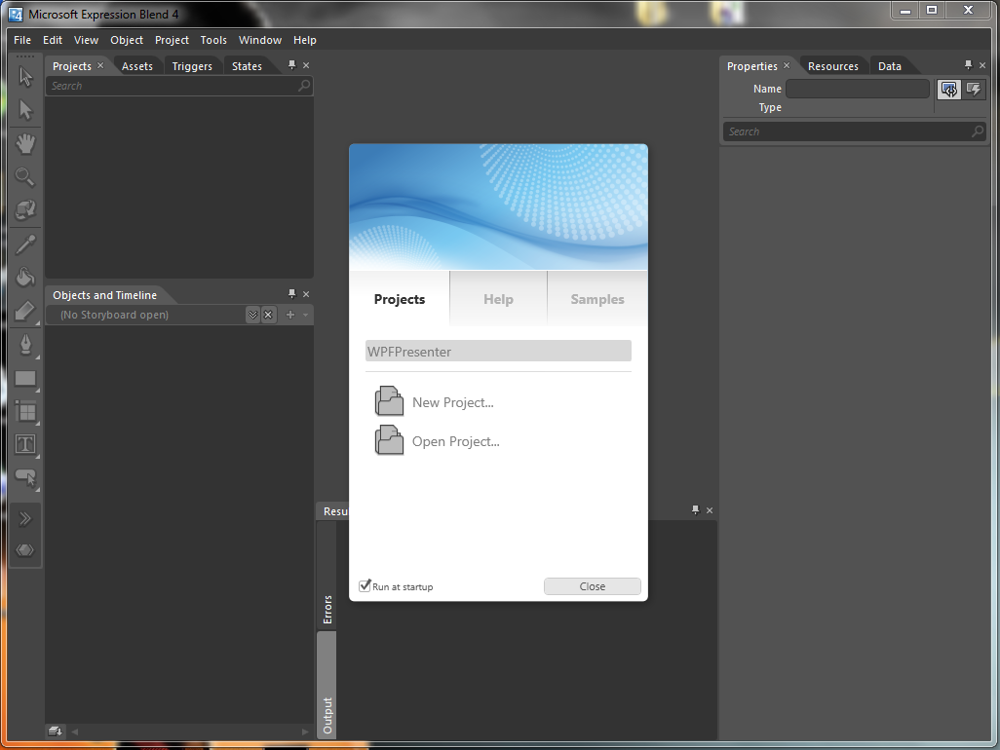 Microsoft Expression Blend 4
File Edit View Object Project Tools Window Help
Projects Assets Triggers States
Search
Objects and Timeline
(No Storyboard open)
Projects Help Samples
WPFPresenter
New Project...
Open Project...
Run at startup Close
Resu
Errors
Output
Properties Resources Data
Name
Type
Search